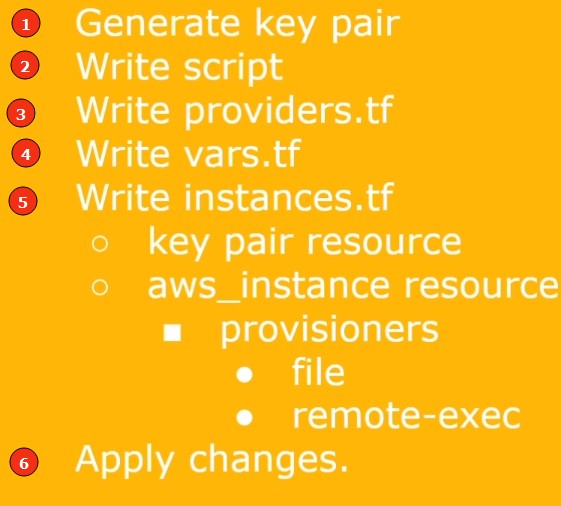 1 Generate key pair
2 Write script
3 Write providers.tf
4 Write vars.tf
5 Write instances.tf
○ key pair resource
○ aws_instance resource
■ provisioners
● file
● remote-exec
6 Apply changes.